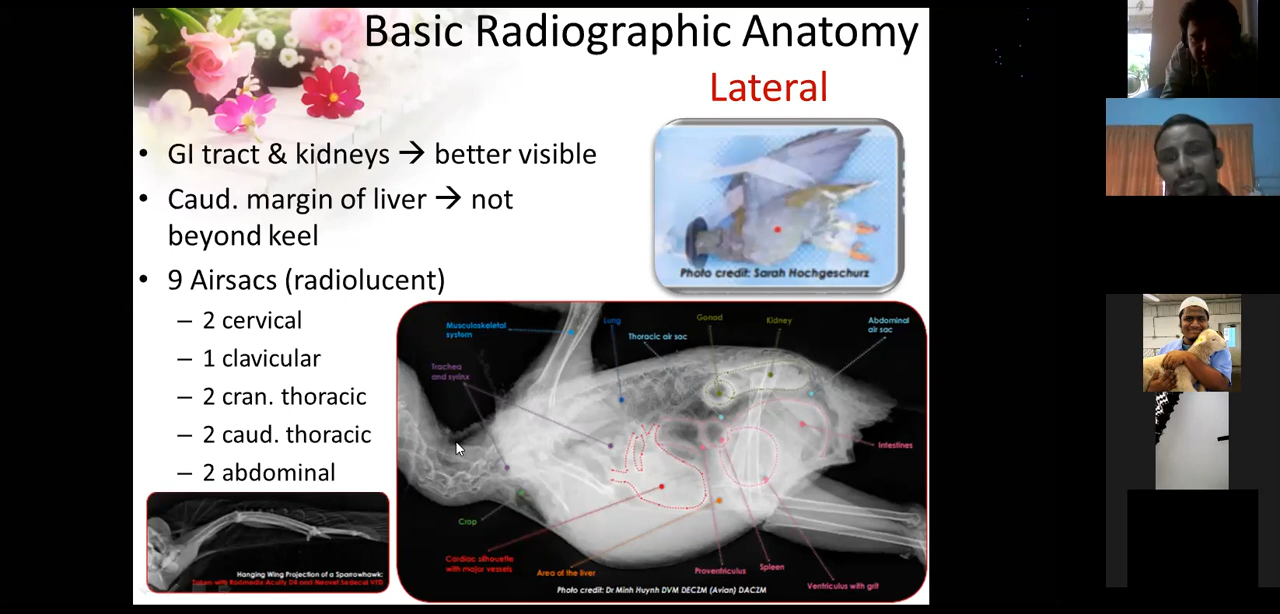 Basic Radiographic Anatomy
Lateral
• GI tract & kidneys → better visible
• Caud. margin of liver → not
beyond keel
• 9 Airsacs (radiolucent)
– 2 cervical
– 1 clavicular
– 2 cran. thoracic
– 2 caud. thoracic
– 2 abdominal
Photo credit: Sarah Hochgeschurz
Musculoskeletal
system
Lung
Thoracic air sac
Gonad
Kidney
Abdominal
air sac
Trachea
and syrinx
Intestines
Crop
Cardiac silhouette
with major vessels
Area of the liver
Proventriculus
Spleen
Ventriculus with grit
Photo credit: Dr Minh Huynh DVM DECZM (Avian) DACZM
Hanging Wing Projection of a Sparrowhawk: